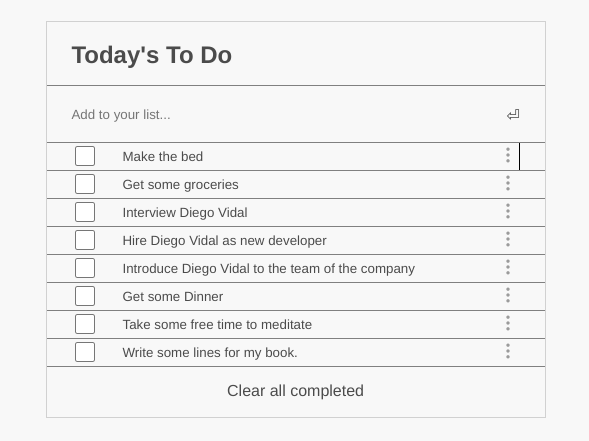 Today's To Do
Add to your list...
Make the bed
Get some groceries
Interview Diego Vidal
Hire Diego Vidal as new developer
Introduce Diego Vidal to the team of the company
Get some Dinner
Take some free time to meditate
Write some lines for my book.
Clear all completed